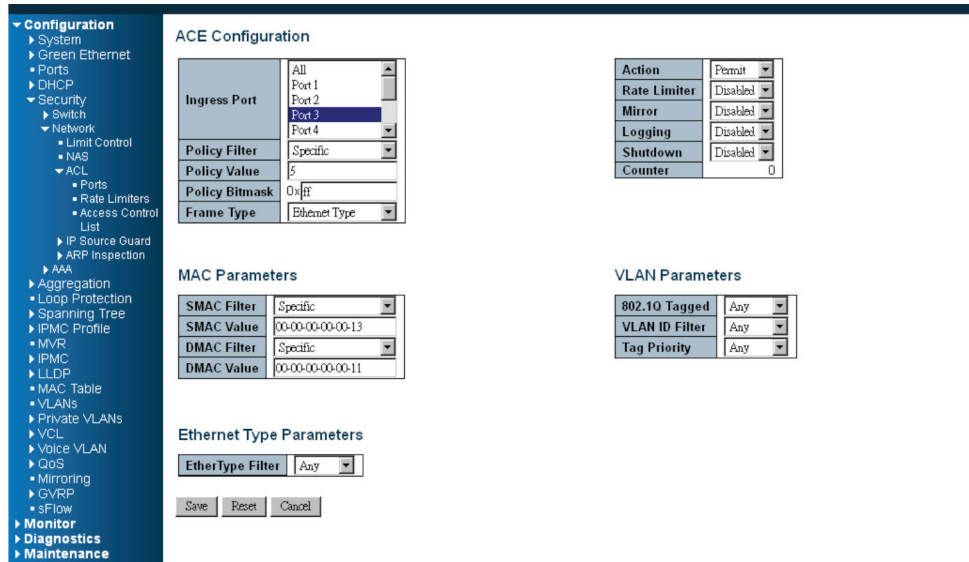 Configuration
System
Green Ethernet
Ports
DHCP
Security
Switch
Network
Limit Control
NAS
ACL
Ports
Rate Limiters
Access Control
List
IP Source Guard
ARP Inspection
AAA
Aggregation
Loop Protection
Spanning Tree
IPMC Profile
MVR
IPMC
LLDP
MAC Table
VLANs
Private VLANs
VCL
Voice VLAN
QoS
Mirroring
GVRP
sFlow
Monitor
Diagnostics
Maintenance
ACE Configuration
Ingress Port
All
Port 1
Port 2
Port 3
Port 4
Policy Filter Specific
Policy Value 5
Policy Bitmask 0xff
Frame Type Ethernet Type
Action Permit
Rate Limiter Disabled
Mirror Disabled
Logging Disabled
Shutdown Disabled
Counter 0
MAC Parameters
SMAC Filter Specific
SMAC Value 00-00-00-00-00-13
DMAC Filter Specific
DMAC Value 00-00-00-00-00-11
VLAN Parameters
802.1Q Tagged Any
VLAN ID Filter Any
Tag Priority Any
Ethernet Type Parameters
EtherType Filter Any
Save Reset Cancel